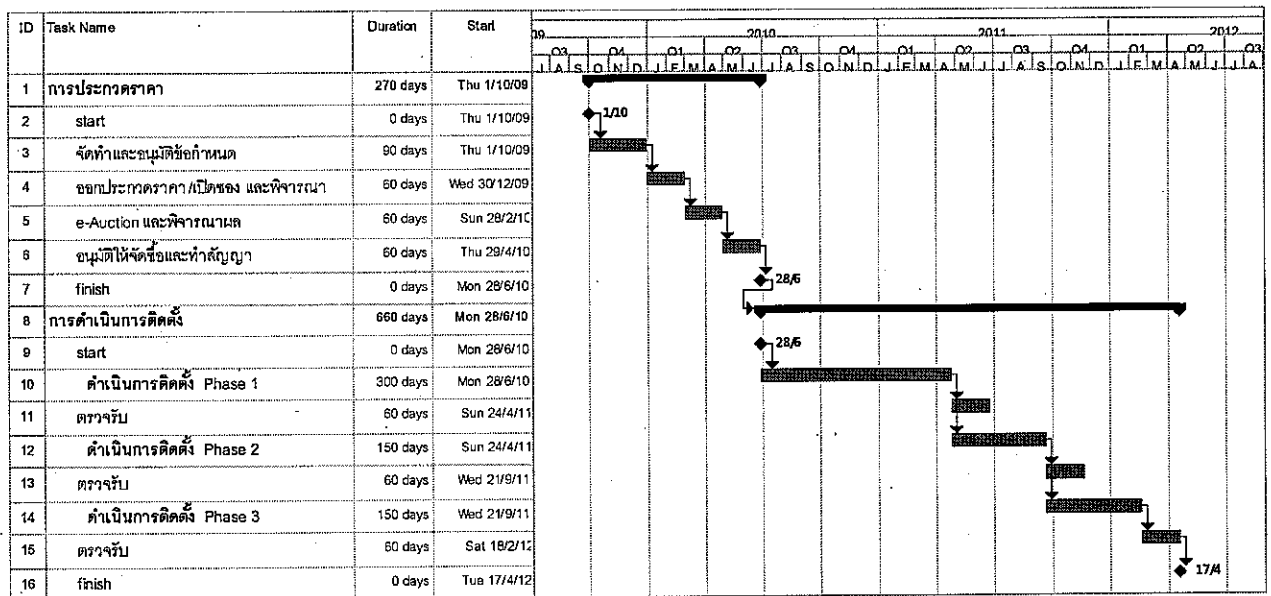 ID Task Name Duration Start
09 2010 2011 2012
Q3 Q4 Q1 Q2 Q3 Q4 Q1 Q2 Q3 Q4 Q1 Q2 Q3
J A S O N D J F M A M J J A S O N D J F M A M J J A S O N D J F M A M J J A
1 การประกวดราคา 270 days Thu 1/10/09
2 start 0 days Thu 1/10/09 1/10
3 จัดทำและอนุมัติข้อกำหนด 90 days Thu 1/10/09
4 ออกประกวดราคา/เปิดซอง และพิจารณา 60 days Wed 30/12/09
5 e-Auction และพิจารณาผล 60 days Sun 28/2/10
6 อนุมัติให้จัดซื้อและทำสัญญา 60 days Thu 29/4/10
7 finish 0 days Mon 28/6/10 28/6
8 การดำเนินการติดตั้ง 660 days Mon 28/6/10
9 start 0 days Mon 28/6/10 28/6
10 ดำเนินการติดตั้ง Phase 1 300 days Mon 28/6/10
11 ตรวจรับ 60 days Sun 24/4/11
12 ดำเนินการติดตั้ง Phase 2 150 days Sun 24/4/11
13 ตรวจรับ 60 days Wed 21/9/11
14 ดำเนินการติดตั้ง Phase 3 150 days Wed 21/9/11
15 ตรวจรับ 60 days Sat 18/2/12
16 finish 0 days Tue 17/4/12 17/4